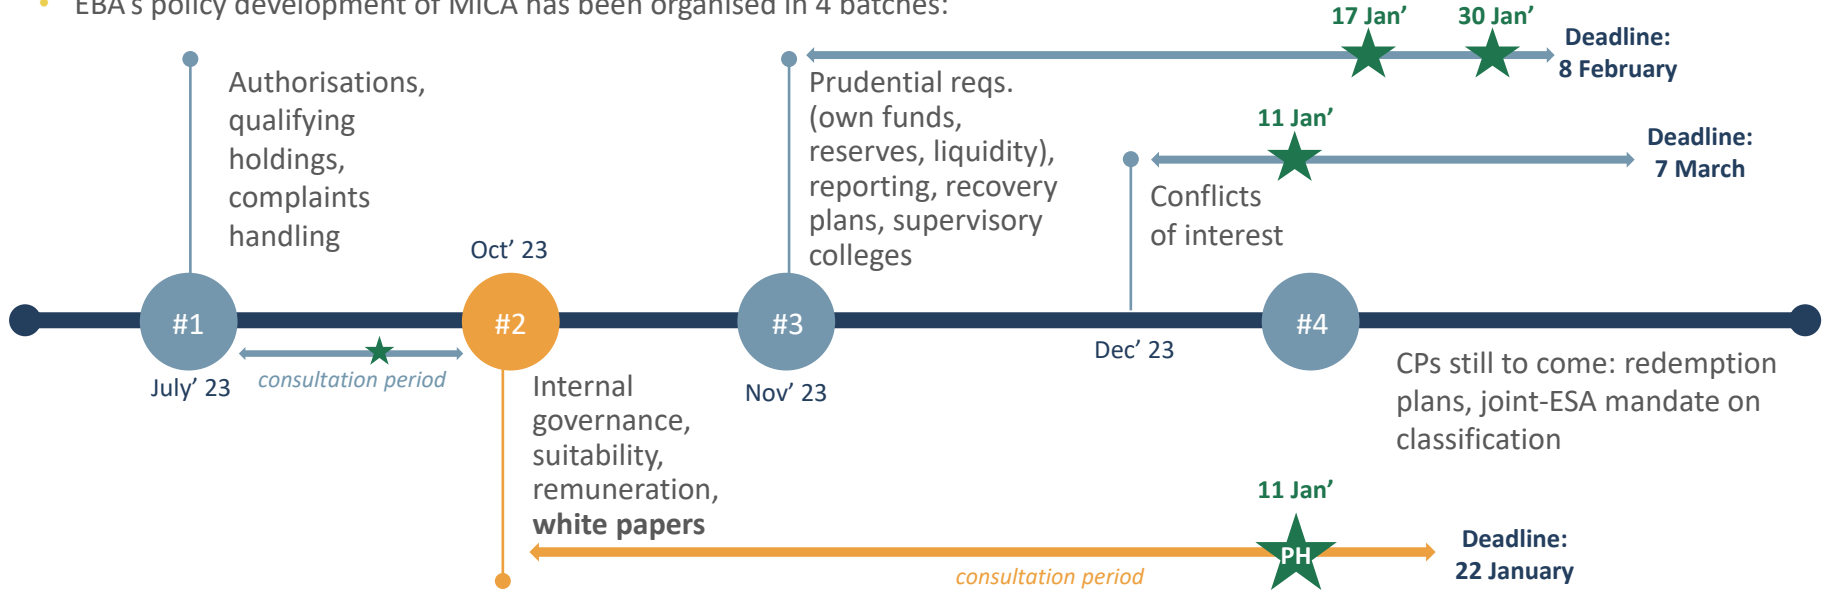 • EBA's policy development of MiCA has been organised in 4 batches:
17 Jan’
30 Jan’
Deadline:
8 February
Authorisations,
qualifying
holdings,
complaints
handling
Prudential reqs.
(own funds,
reserves, liquidity),
reporting, recovery
plans, supervisory
colleges
11 Jan’
Deadline:
7 March
Conflicts
of interest
Oct’ 23
#1
#2
#3
#4
July’ 23
consultation period
Nov’ 23
Dec’ 23
Internal
governance,
suitability,
remuneration,
white papers
CPs still to come: redemption
plans, joint-ESA mandate on
classification
11 Jan’
PH
consultation period
Deadline:
22 January